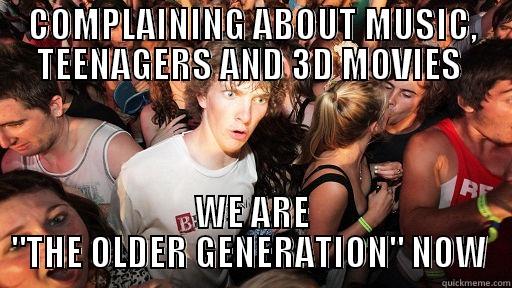 COMPLAINING ABOUT MUSIC,
TEENAGERS AND 3D MOVIES
WE ARE
"THE OLDER GENERATION" NOW
quickmeme.com